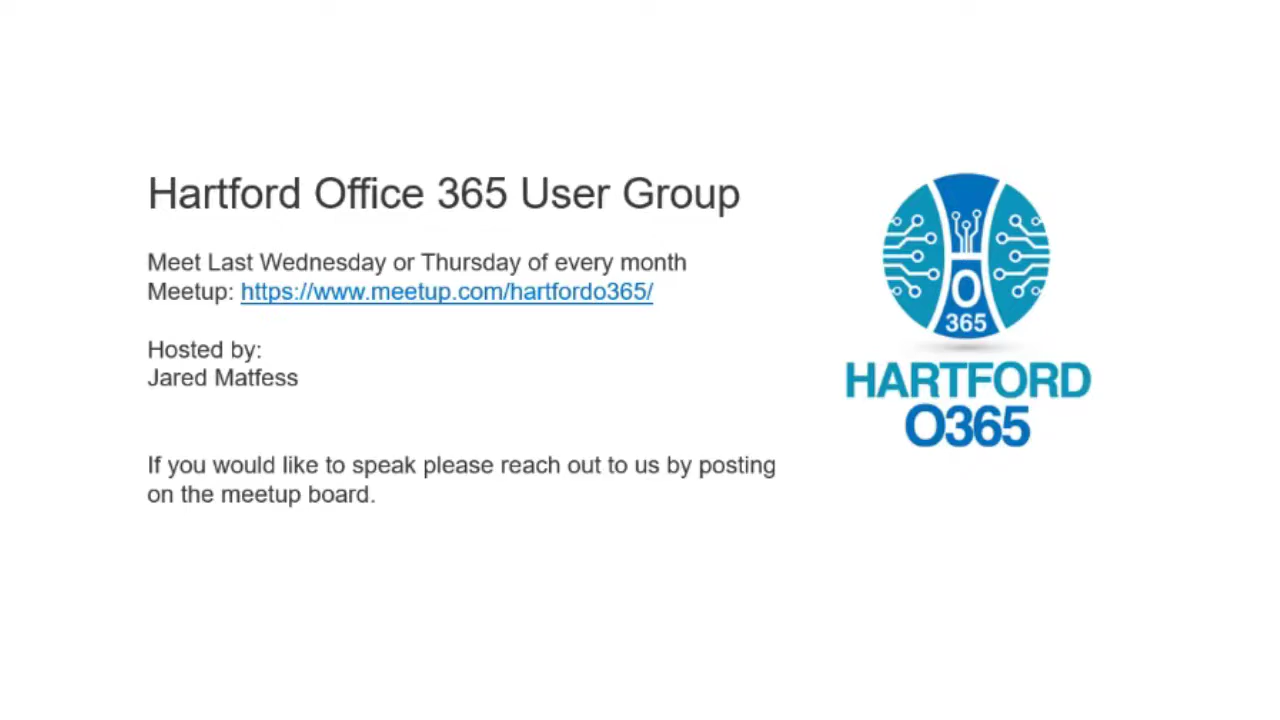 Hartford Office 365 User Group
Meet Last Wednesday or Thursday of every month
Meetup: https://www.meetup.com/hartfordo365/
Hosted by:
Jared Matfess
If you would like to speak please reach out to us by posting
on the meetup board.
O
365
HARTFORD
O365